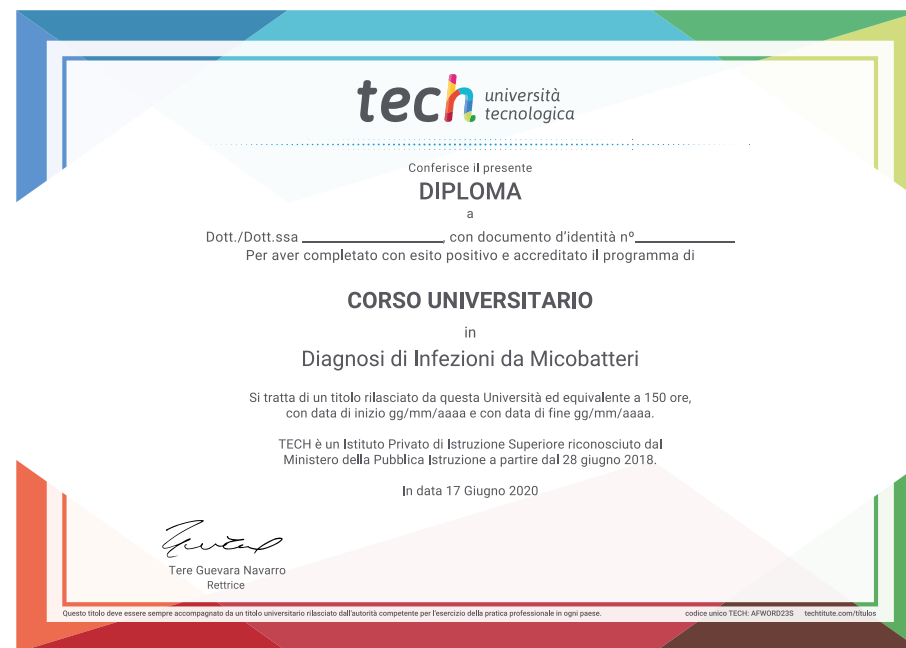 tech università
tecnologica
Conferisce il presente
DIPLOMA
a
Dott./Dott.ssa ____________________, con documento d'identità nº______________
Per aver completato con esito positivo e accreditato il programma di
CORSO UNIVERSITARIO
in
Diagnosi di Infezioni da Micobatteri
Si tratta di un titolo rilasciato da questa Università ed equivalente a 150 ore,
con data di inizio gg/mm/aaaa e con data di fine gg/mm/aaaa.
TECH è un Istituto Privato di Istruzione Superiore riconosciuto dal
Ministero della Pubblica Istruzione a partire dal 28 giugno 2018.
In data 17 Giugno 2020
Tere Guevara Navarro
Rettrice
Questo titolo deve essere sempre accompagnato da un titolo universitario rilasciato dall'autorità competente per l'esercizio della pratica professionale in ogni paese. codice unico TECH: AFWORD23S techtitute.com/títulos